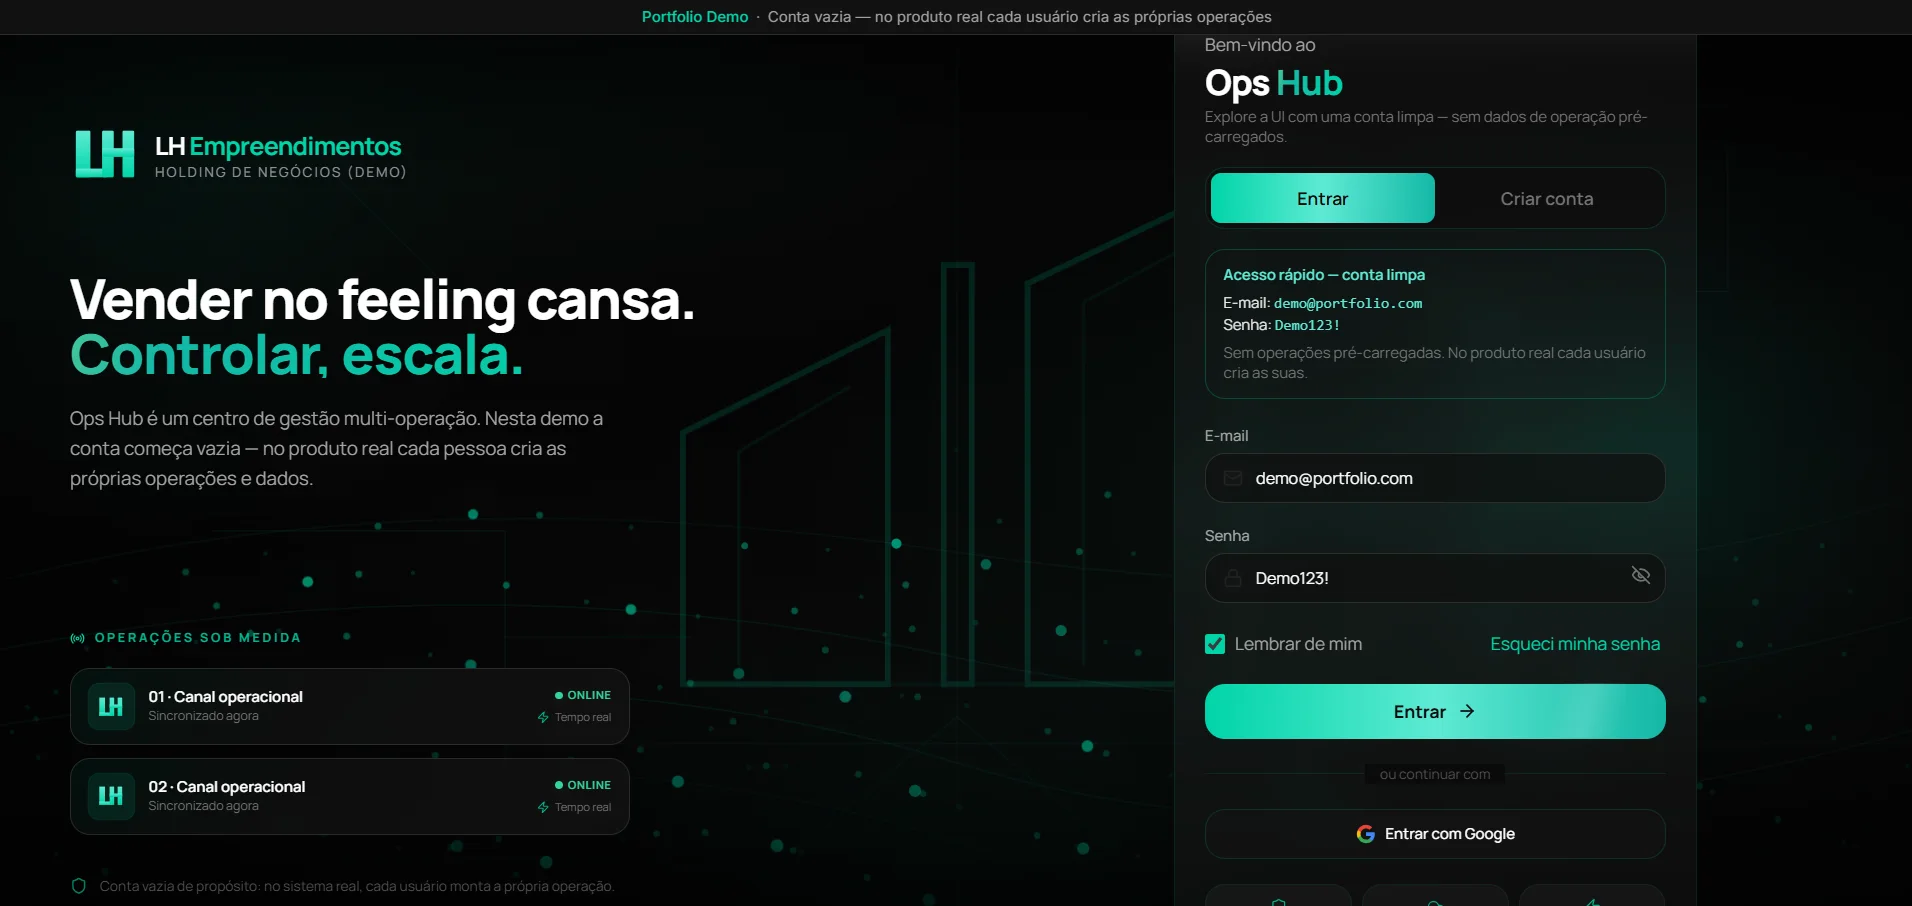 Portfolio Demo · Conta vazia — no produto real cada usuário cria as próprias operações
LH
LH Empreendimentos
HOLDING DE NEGÓCIOS (DEMO)
Vender no feeling cansa.
Controlar, escala.
Ops Hub é um centro de gestão multi-operação. Nesta demo a
conta começa vazia — no produto real cada pessoa cria as
próprias operações e dados.
OPERAÇÕES SOB MEDIDA
LH
01 · Canal operacional
Sincronizado agora
ONLINE
Tempo real
LH
02 · Canal operacional
Sincronizado agora
ONLINE
Tempo real
Conta vazia de propósito: no sistema real, cada usuário monta a própria operação.
Bem-vindo ao
Ops Hub
Explore a UI com uma conta limpa — sem dados de operação pré-
carregados.
Entrar
Criar conta
Acesso rápido — conta limpa
E-mail: demo@portfolio.com
Senha: Demo123!
Sem operações pré-carregadas. No produto real cada usuário
cria as suas.
E-mail
demo@portfolio.com
Senha
Demo123!
Lembrar de mim
Esqueci minha senha
Entrar
ou continuar com
Entrar com Google